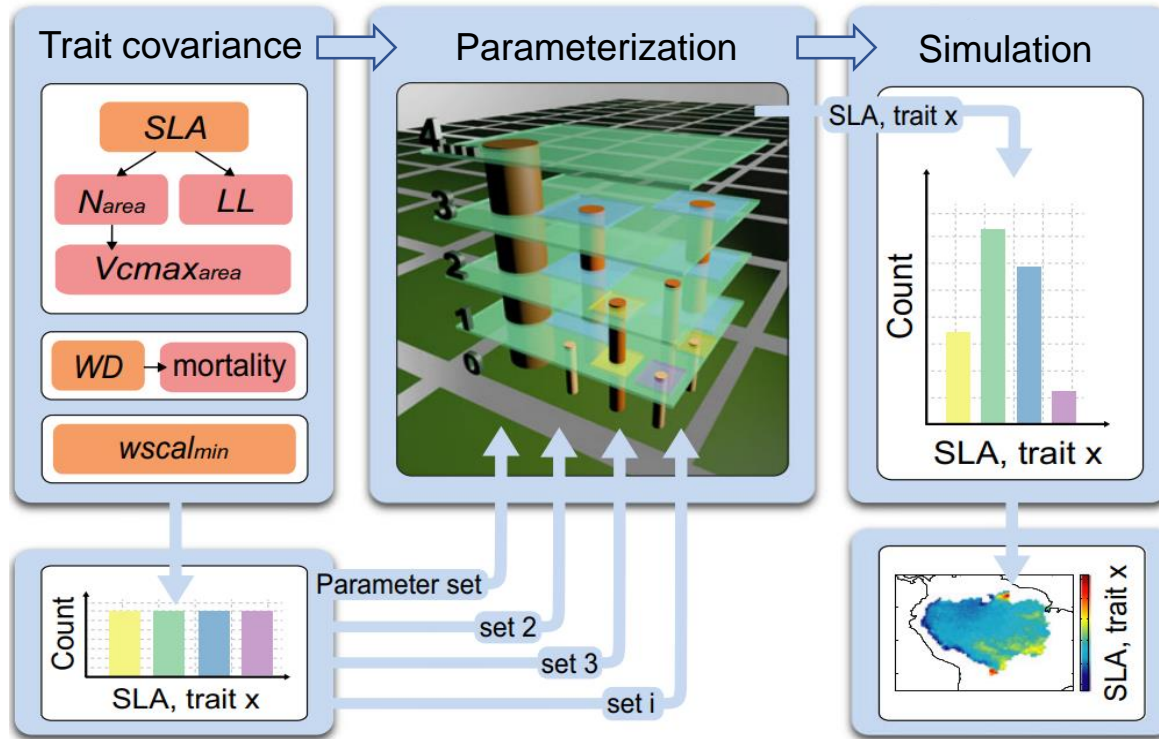 Trait covariance
Parameterization
Simulation
SLA
Narea
LL
Vcmaxarea
WD
mortality
wscalmin
4
3
2
1
0
SLA, trait x
Count
SLA, trait x
Count
SLA, trait x
Parameter set
set 2
set 3
set i
SLA, trait x